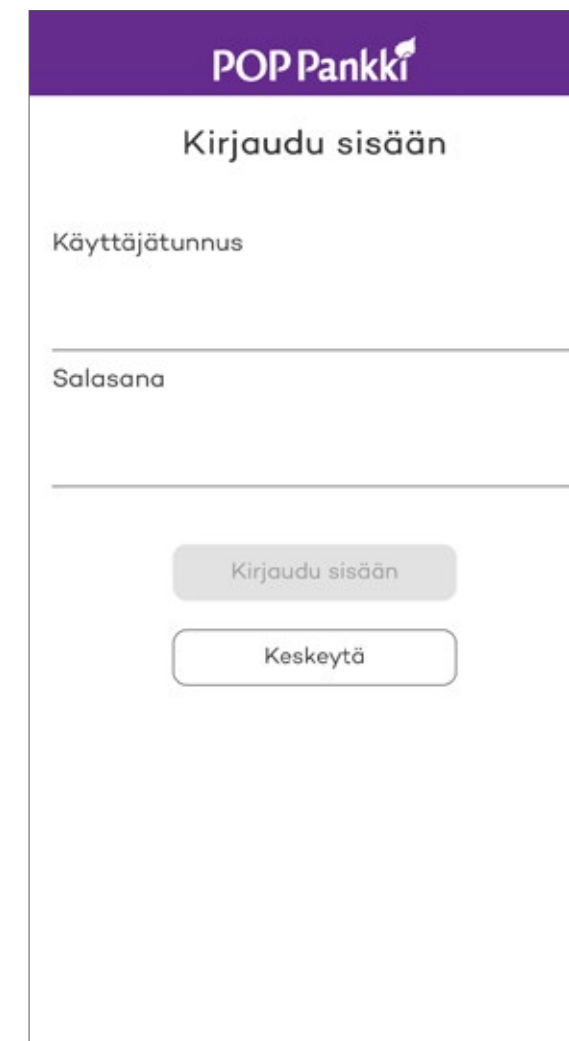 POP Pankki
Kirjaudu sisään
Käyttäjätunnus
Salasana
Kirjaudu sisään
Keskeytä